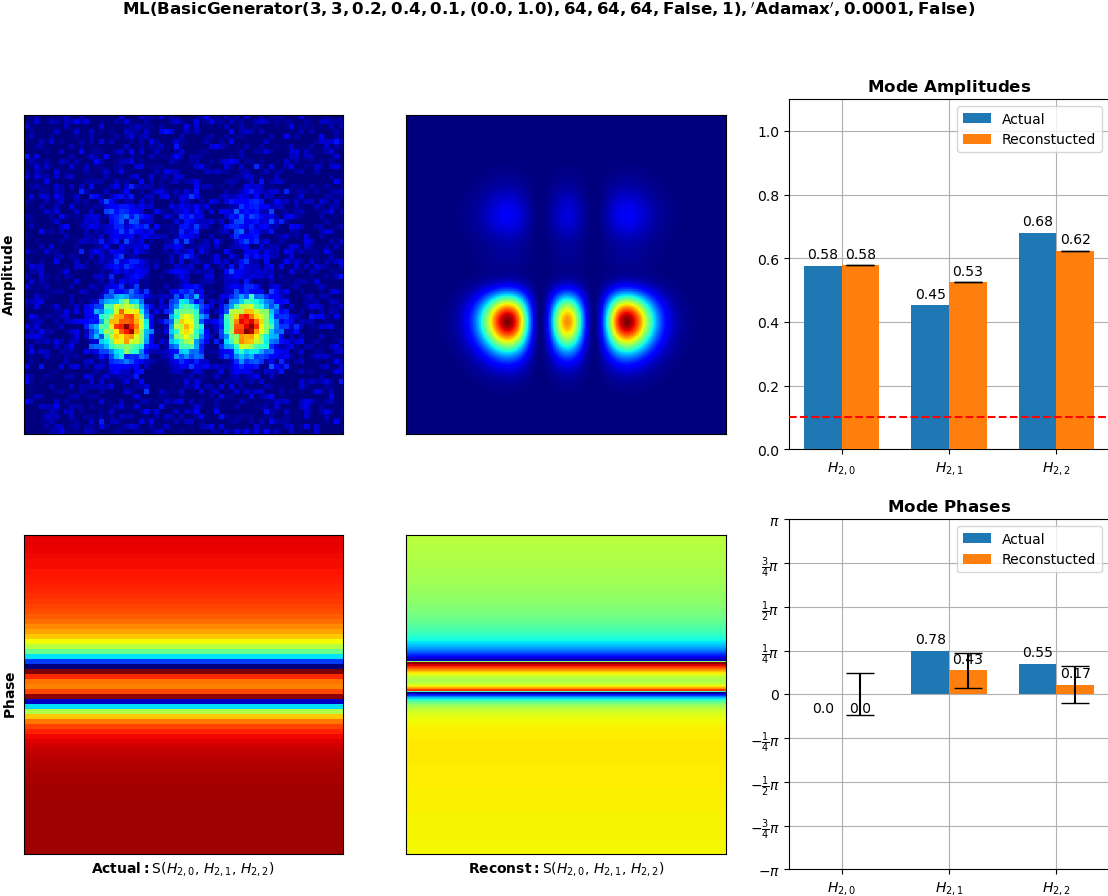 ML(BasicGenerator(3, 3, 0.2, 0.4, 0.1, (0.0, 1.0), 64, 64, 64, False, 1), 'Adamax', 0.0001, False)
Amplitude
Mode Amplitudes
Actual
Reconstucted
1.0
0.8
0.6
0.4
0.2
0.0
0.58 0.58
0.45 0.53
0.68 0.62
H2,0 H2,1 H2,2
Phase
Actual: S(H2,0, H2,1, H2,2)
Reconst: S(H2,0, H2,1, H2,2)
Mode Phases
Actual
Reconstucted
π
3/4π
1/2π
1/4π
0
−1/4π
−1/2π
−3/4π
−π
0.0 0.0
0.78 0.43
0.55 0.17
H2,0 H2,1 H2,2